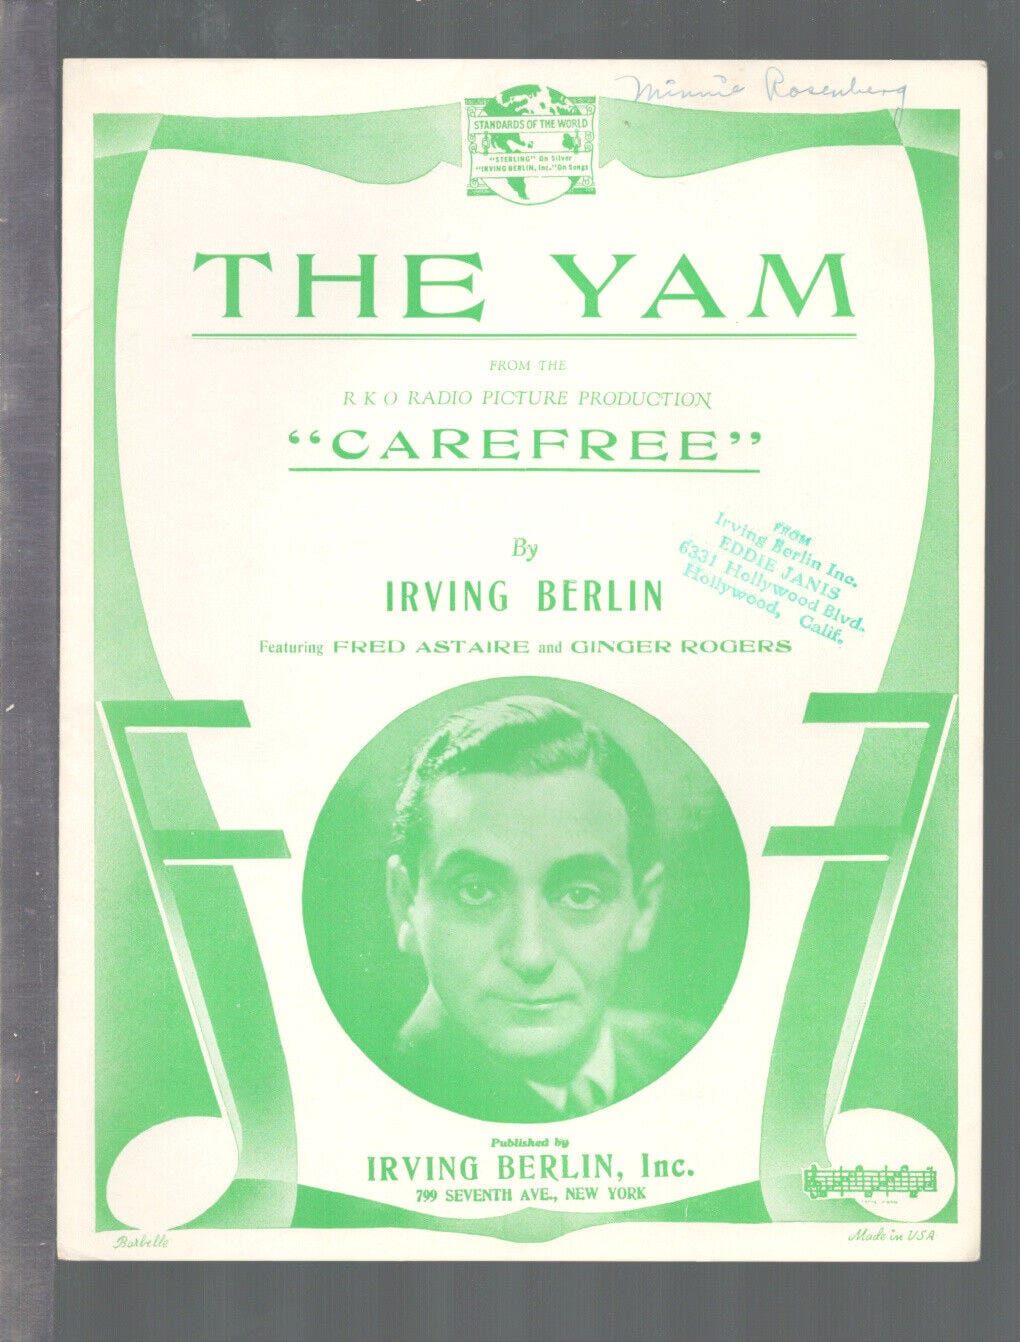 Minnie Rosenberg
STANDARDS OF THE WORLD
"STERLING" On Silver
"IRVING BERLIN, Inc." On Songs
THE YAM
FROM THE
R K O RADIO PICTURE PRODUCTION
"CAREFREE"
By
IRVING BERLIN
FROM
Irving Berlin Inc.
EDDIE JANIS
6331 Hollywood Blvd.
Hollywood, Calif.
Featuring FRED ASTAIRE and GINGER ROGERS
Published by
IRVING BERLIN, Inc.
799 SEVENTH AVE., NEW YORK
Barbelle
Made in USA